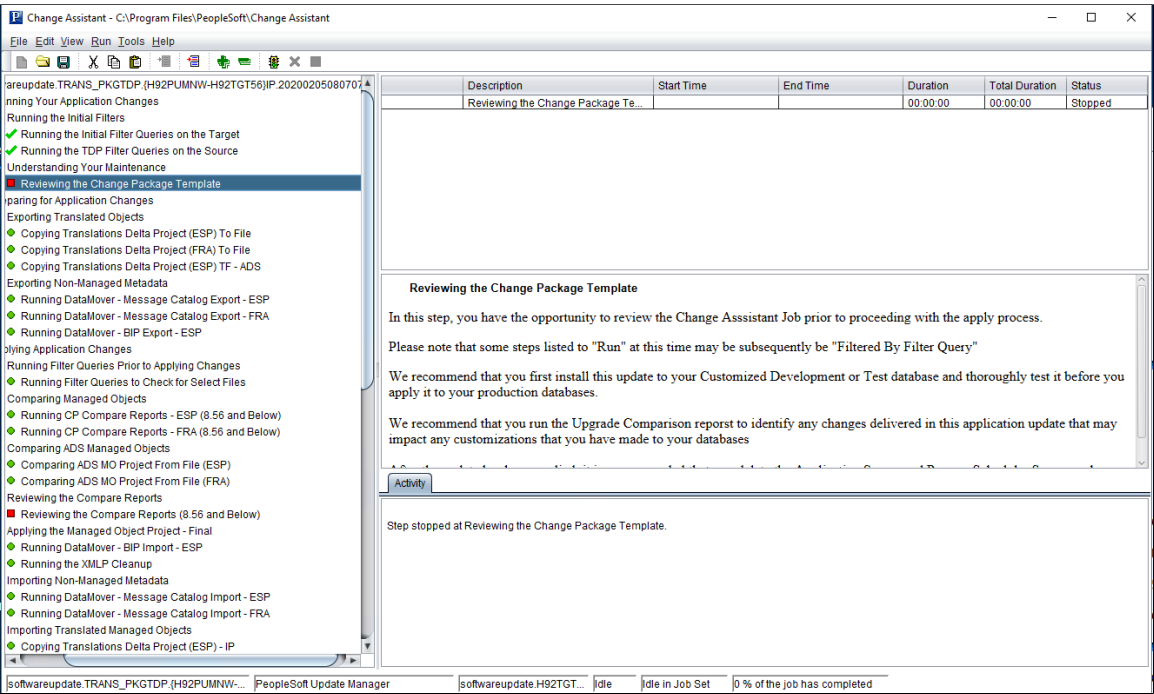 Change Assistant - C:\Program Files\PeopleSoft\Change Assistant
File Edit View Run Tools Help
areupdate.TRANS_PKGTDP.{H92PUMNW-H92TGT56}IP.20200205080707
nning Your Application Changes
Running the Initial Filters
Running the Initial Filter Queries on the Target
Running the TDP Filter Queries on the Source
Understanding Your Maintenance
Reviewing the Change Package Template
paring for Application Changes
Exporting Translated Objects
Copying Translations Delta Project (ESP) To File
Copying Translations Delta Project (FRA) To File
Copying Translations Delta Project (ESP) TF - ADS
Exporting Non-Managed Metadata
Running DataMover - Message Catalog Export - ESP
Running DataMover - Message Catalog Export - FRA
Running DataMover - BIP Export - ESP
plying Application Changes
Running Filter Queries Prior to Applying Changes
Running Filter Queries to Check for Select Files
Comparing Managed Objects
Running CP Compare Reports - ESP (8.56 and Below)
Running CP Compare Reports - FRA (8.56 and Below)
Comparing ADS Managed Objects
Comparing ADS MO Project From File (ESP)
Comparing ADS MO Project From File (FRA)
Reviewing the Compare Reports
Reviewing the Compare Reports (8.56 and Below)
Applying the Managed Object Project - Final
Running DataMover - BIP Import - ESP
Running the XMLP Cleanup
Importing Non-Managed Metadata
Running DataMover - Message Catalog Import - ESP
Running DataMover - Message Catalog Import - FRA
Importing Translated Managed Objects
Copying Translations Delta Project (ESP) - IP
Description Start Time End Time Duration Total Duration Status
Reviewing the Change Package Te... 00:00:00 00:00:00 Stopped
Reviewing the Change Package Template
In this step, you have the opportunity to review the Change Asssistant Job prior to proceeding with the apply process.
Please note that some steps listed to "Run" at this time may be subsequently be "Filtered By Filter Query"
We recommend that you first install this update to your Customized Development or Test database and thoroughly test it before you
apply it to your production databases.
We recommend that you run the Upgrade Comparison reporst to identify any changes delivered in this application update that may
impact any customizations that you have made to your databases
Activity
Step stopped at Reviewing the Change Package Template.
softwareupdate.TRANS_PKGTDP.{H92PUMNW-... PeopleSoft Update Manager softwareupdate.H92TGT... Idle Idle in Job Set 0 % of the job has completed